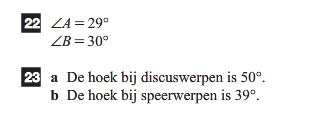 22 ∠A = 29°
∠B = 30°
23 a De hoek bij discuswerpen is 50°.
b De hoek bij speerwerpen is 39°.